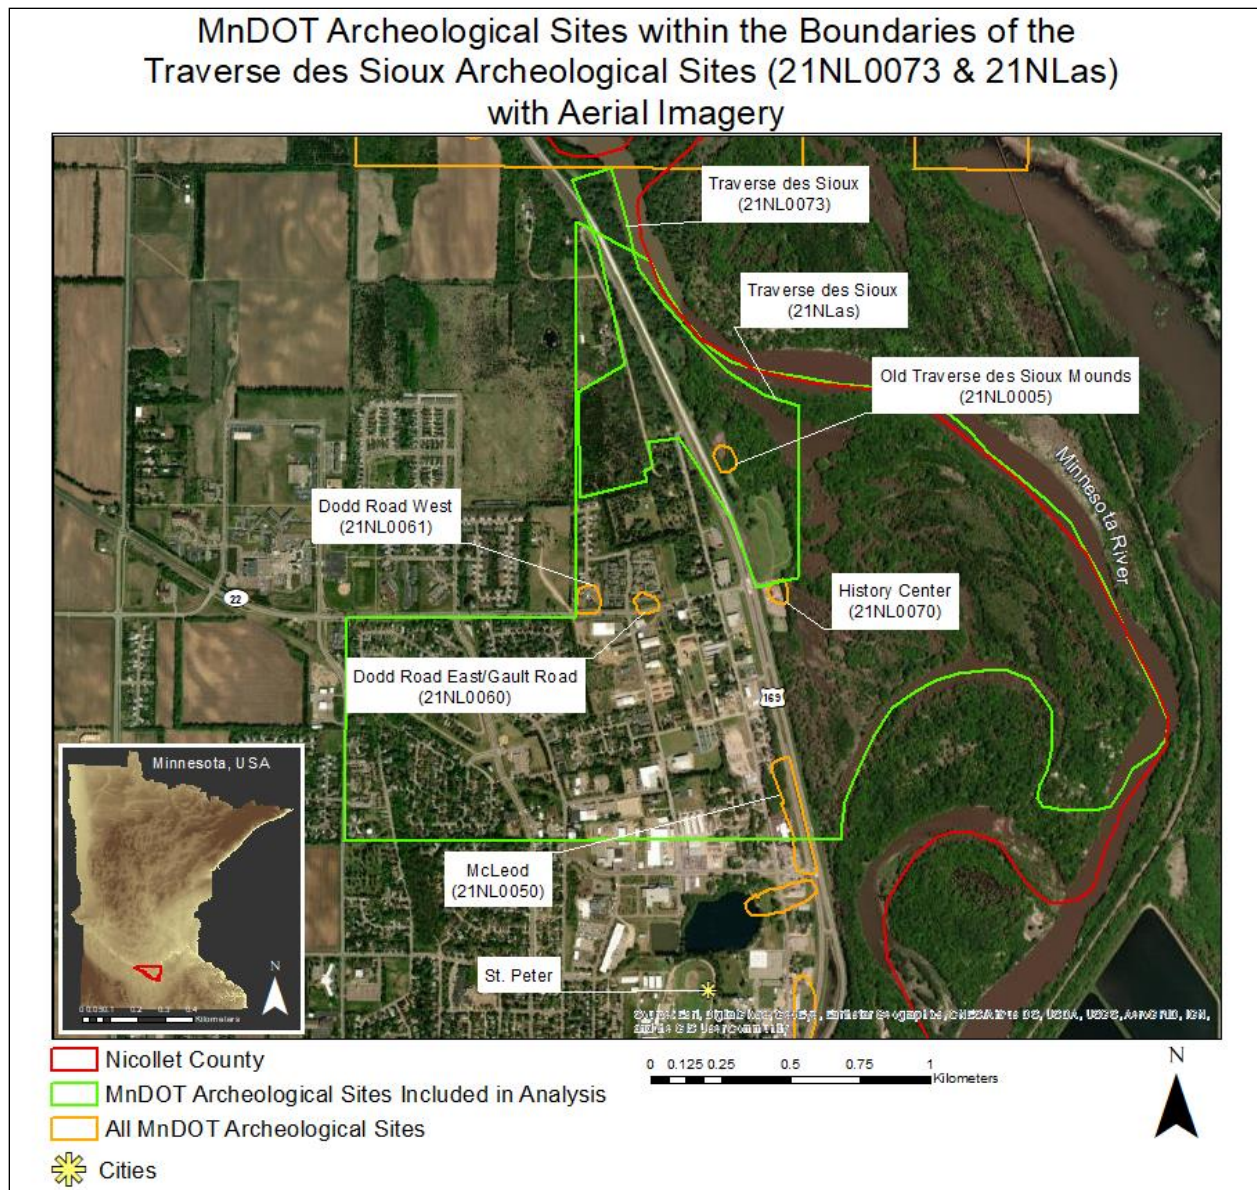 MnDOT Archeological Sites within the Boundaries of the
Traverse des Sioux Archeological Sites (21NL0073 & 21NLas)
with Aerial Imagery
Traverse des Sioux
(21NL0073)
Traverse des Sioux
(21NLas)
Old Traverse des Sioux Mounds
(21NL0005)
Minnesota River
Dodd Road West
(21NL0061)
22
History Center
(21NL0070)
Dodd Road East/Gault Road
(21NL0060)
169
Minnesota, USA
McLeod
(21NL0050)
St. Peter
N
Kilometers
Nicollet County
MnDOT Archeological Sites Included in Analysis
All MnDOT Archeological Sites
Cities
0 0.125 0.25 0.5 0.75 1
Kilometers
N